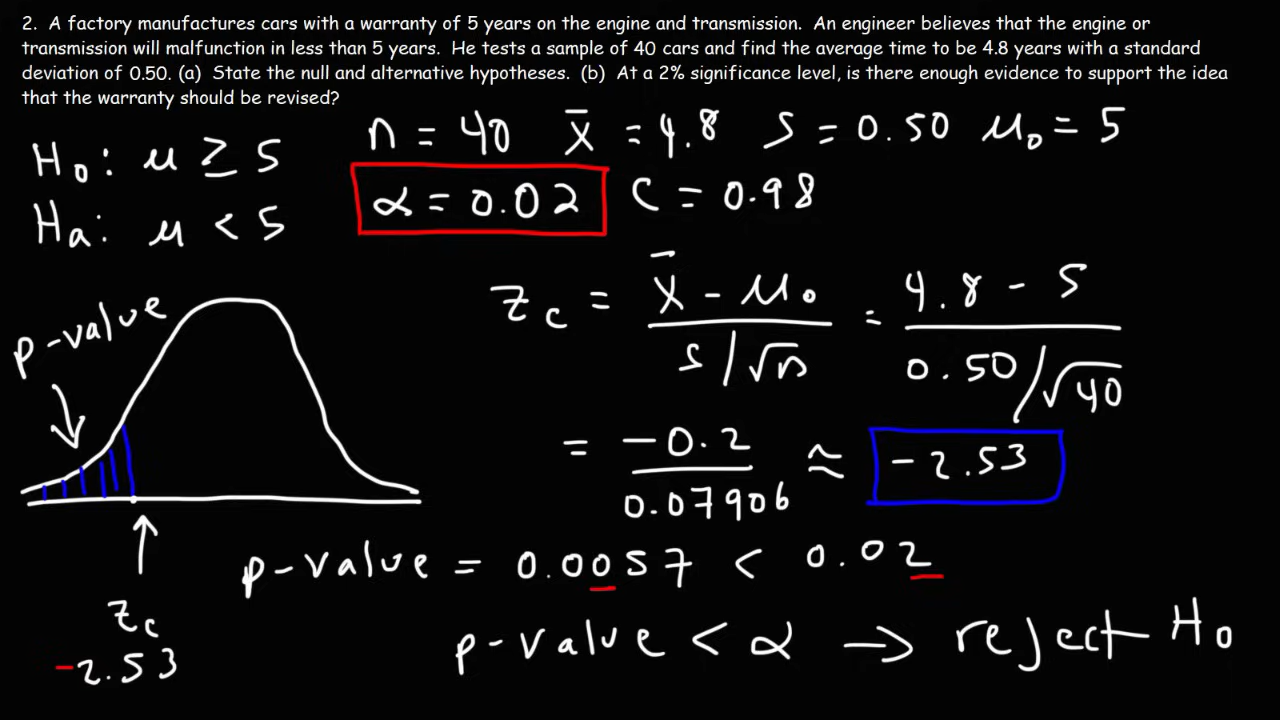 2. A factory manufactures cars with a warranty of 5 years on the engine and transmission. An engineer believes that the engine or
transmission will malfunction in less than 5 years. He tests a sample of 40 cars and find the average time to be 4.8 years with a standard
deviation of 0.50. (a) State the null and alternative hypotheses. (b) At a 2% significance level, is there enough evidence to support the idea
that the warranty should be revised?
n = 40 x̄ = 4.8 s = 0.50 μ₀ = 5
H₀: μ ≥ 5
α = 0.02 C = 0.98
Ha: μ < 5
z_c = (x̄ - μ₀) / (s/√n) = (4.8 - 5) / (0.50/√40)
p-value
= -0.2 / 0.07906 ≈ -2.53
p-value = 0.0057 < 0.02
z_c
-2.53
p-value < α → reject H₀